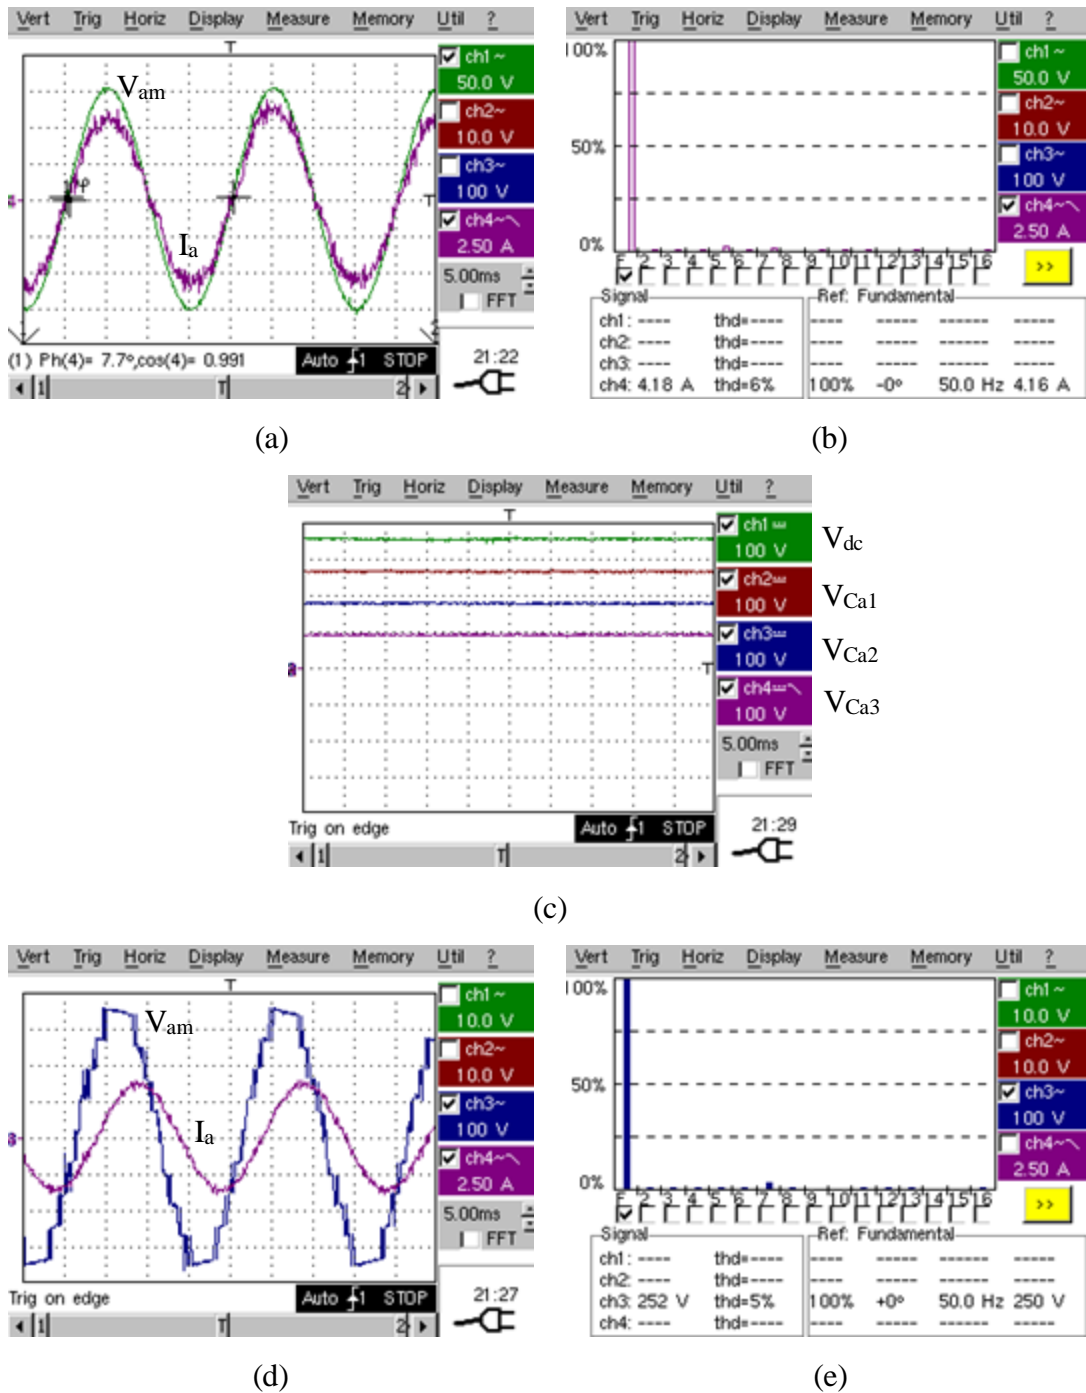 Vert Trig Horiz Display Measure Memory Util ?
T
ch1 ~
50.0 V
ch2~
10.0 V
ch3~
100 V
ch4~
2.50 A
5.00ms
FFT
Vam
Ia
φ
T
(1) Ph(4)= 7.7°,cos(4)= 0.991
Auto 1 STOP
21:22
1 T 2
(a)
Vert Trig Horiz Display Measure Memory Util ?
100%
50%
0%
F 2 3 4 5 6 7 8 9 10 11 12 13 14 15 16
ch1 ~
50.0 V
ch2~
10.0 V
ch3~
100 V
ch4~
2.50 A
>>
Signal Ref: Fundamental
ch1: ---- thd=---- ---- ----- ------ -----
ch2: ---- thd=---- ---- ----- ------ -----
ch3: ---- thd=---- ---- ----- ------ -----
ch4: 4.18 A thd=6% 100% -0° 50.0 Hz 4.16 A
(b)
Vert Trig Horiz Display Measure Memory Util ?
T
ch1
100 V
ch2
100 V
ch3
100 V
ch4
100 V
5.00ms
FFT
Vdc
VCa1
VCa2
VCa3
T
Trig on edge
Auto 1 STOP
21:29
1 T 2
(c)
Vert Trig Horiz Display Measure Memory Util ?
T
ch1 ~
10.0 V
ch2~
10.0 V
ch3~
100 V
ch4~
2.50 A
5.00ms
FFT
Vam
Ia
Trig on edge
Auto 1 STOP
21:27
1 T 2
(d)
Vert Trig Horiz Display Measure Memory Util ?
100%
50%
0%
F 2 3 4 5 6 7 8 9 10 11 12 13 14 15 16
ch1 ~
10.0 V
ch2~
10.0 V
ch3~
100 V
ch4~
2.50 A
>>
Signal Ref: Fundamental
ch1: ---- thd=---- ---- ----- ------ -----
ch2: ---- thd=---- ---- ----- ------ -----
ch3: 252 V thd=5% 100% +0° 50.0 Hz 250 V
ch4: ---- thd=---- ---- ----- ------ -----
(e)